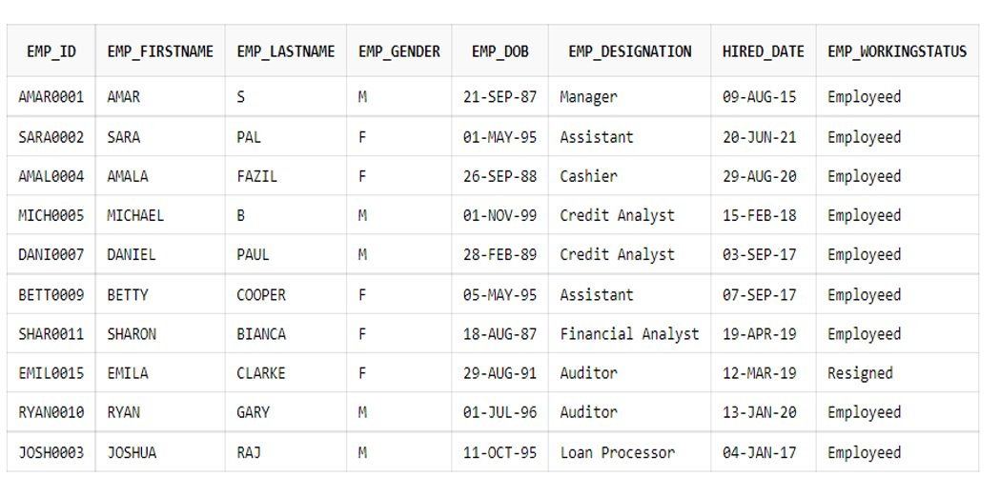 EMP_ID EMP_FIRSTNAME EMP_LASTNAME EMP_GENDER EMP_DOB EMP_DESIGNATION HIRED_DATE EMP_WORKINGSTATUS
AMAR0001 AMAR S M 21-SEP-87 Manager 09-AUG-15 Employeed
SARA0002 SARA PAL F 01-MAY-95 Assistant 20-JUN-21 Employeed
AMAL0004 AMALA FAZIL F 26-SEP-88 Cashier 29-AUG-20 Employeed
MICH0005 MICHAEL B M 01-NOV-99 Credit Analyst 15-FEB-18 Employeed
DANI0007 DANIEL PAUL M 28-FEB-89 Credit Analyst 03-SEP-17 Employeed
BETT0009 BETTY COOPER F 05-MAY-95 Assistant 07-SEP-17 Employeed
SHAR0011 SHARON BIANCA F 18-AUG-87 Financial Analyst 19-APR-19 Employeed
EMIL0015 EMILA CLARKE F 29-AUG-91 Auditor 12-MAR-19 Resigned
RYAN0010 RYAN GARY M 01-JUL-96 Auditor 13-JAN-20 Employeed
JOSH0003 JOSHUA RAJ M 11-OCT-95 Loan Processor 04-JAN-17 Employeed